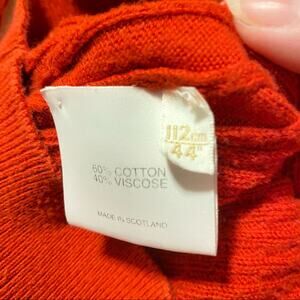 112cm
44"
60% COTTON
40% VISCOSE
MADE IN SCOTLAND